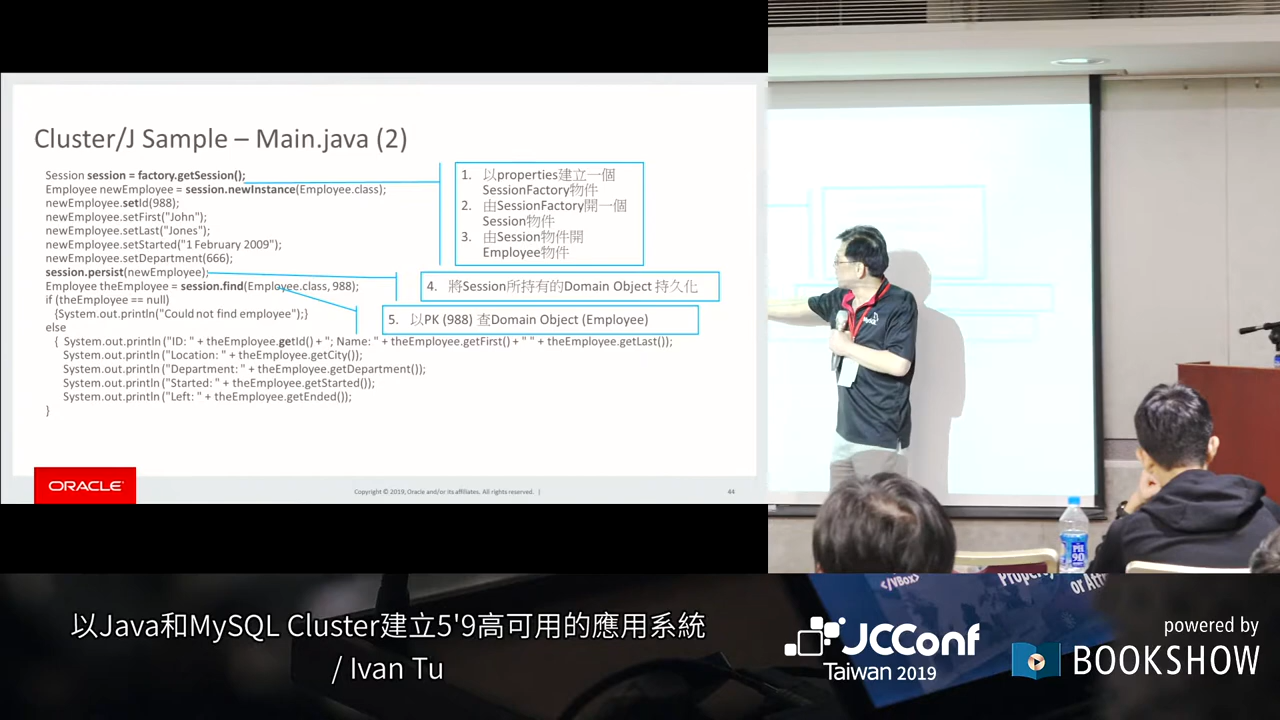 Cluster/J Sample – Main.java (2)
Session session = factory.getSession();
Employee newEmployee = session.newInstance(Employee.class);
newEmployee.setId(988);
newEmployee.setFirst("John");
newEmployee.setLast("Jones");
newEmployee.setStarted("1 February 2009");
newEmployee.setDepartment(666);
session.persist(newEmployee);
Employee theEmployee = session.find(Employee.class, 988);
if (theEmployee == null)
{System.out.println("Could not find employee");}
else
{ System.out.println("ID: " + theEmployee.getId() + "; Name: " + theEmployee.getFirst() + " " + theEmployee.getLast());
System.out.println("Location: " + theEmployee.getCity());
System.out.println("Department: " + theEmployee.getDepartment());
System.out.println("Started: " + theEmployee.getStarted());
System.out.println("Left: " + theEmployee.getEnded());
}
1. 以properties建立一個
SessionFactory物件
2. 由SessionFactory開一個
Session物件
3. 由Session物件開
Employee物件
4. 將Session所持有的Domain Object 持久化
5. 以PK (988) 查Domain Object (Employee)
ORACLE
Copyright © 2019, Oracle and/or its affiliates. All rights reserved. |
44
MySQL
PH
9.0
</VBox>
or Att
以Java和MySQL Cluster建立5'9高可用的應用系統
/ Ivan Tu
JCConf
Taiwan 2019
powered by
BOOKSHOW